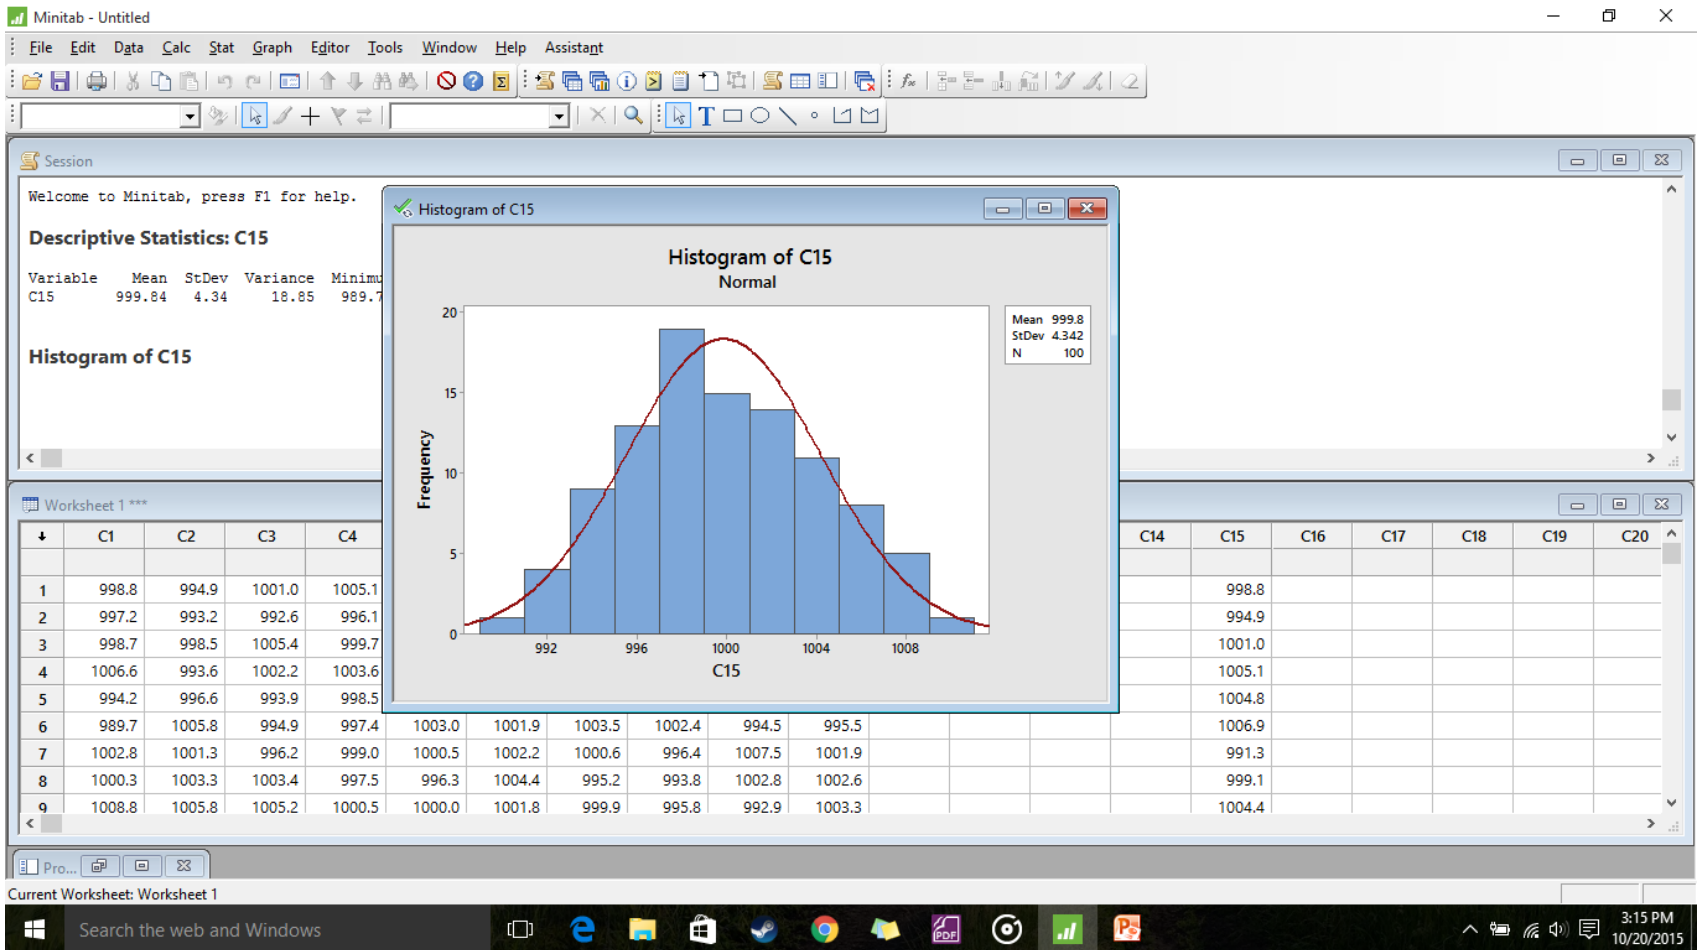 Minitab - Untitled
File Edit Data Calc Stat Graph Editor Tools Window Help Assistant
Session
Welcome to Minitab, press F1 for help.
Descriptive Statistics: C15
Variable Mean StDev Variance Minimu
C15 999.84 4.34 18.85 989.7
Histogram of C15
Histogram of C15
Histogram of C15
Normal
Mean 999.8
StDev 4.342
N 100
Frequency
20
15
10
5
0
992 996 1000 1004 1008
C15
Worksheet 1 ***
C1 C2 C3 C4 C14 C15 C16 C17 C18 C19 C20
1 998.8 994.9 1001.0 1005.1 998.8
2 997.2 993.2 992.6 996.1 994.9
3 998.7 998.5 1005.4 999.7 1001.0
4 1006.6 993.6 1002.2 1003.6 1005.1
5 994.2 996.6 993.9 998.5 1004.8
6 989.7 1005.8 994.9 997.4 1003.0 1001.9 1003.5 1002.4 994.5 995.5 1006.9
7 1002.8 1001.3 996.2 999.0 1000.5 1002.2 1000.6 996.4 1007.5 1001.9 991.3
8 1000.3 1003.3 1003.4 997.5 996.3 1004.4 995.2 993.8 1002.8 1002.6 999.1
9 1008.8 1005.8 1005.2 1000.5 1000.0 1001.8 999.9 995.8 992.9 1003.3 1004.4
Pro...
Current Worksheet: Worksheet 1
Search the web and Windows
PDF
3:15 PM
10/20/2015